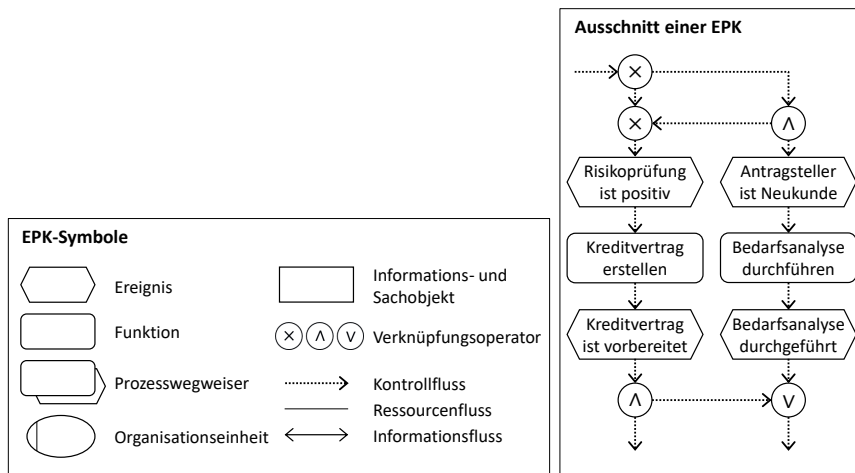 Ausschnitt einer EPK
×
× ∧
Risikoprüfung
ist positiv
Antragsteller
ist Neukunde
Kreditvertrag
erstellen
Bedarfsanalyse
durchführen
Kreditvertrag
ist vorbereitet
Bedarfsanalyse
durchgeführt
∧ ∨
EPK-Symbole
Ereignis
Funktion
Prozesswegweiser
Organisationseinheit
Informations- und
Sachobjekt
× ∧ ∨ Verknüpfungsoperator
Kontrollfluss
Ressourcenfluss
Informationsfluss